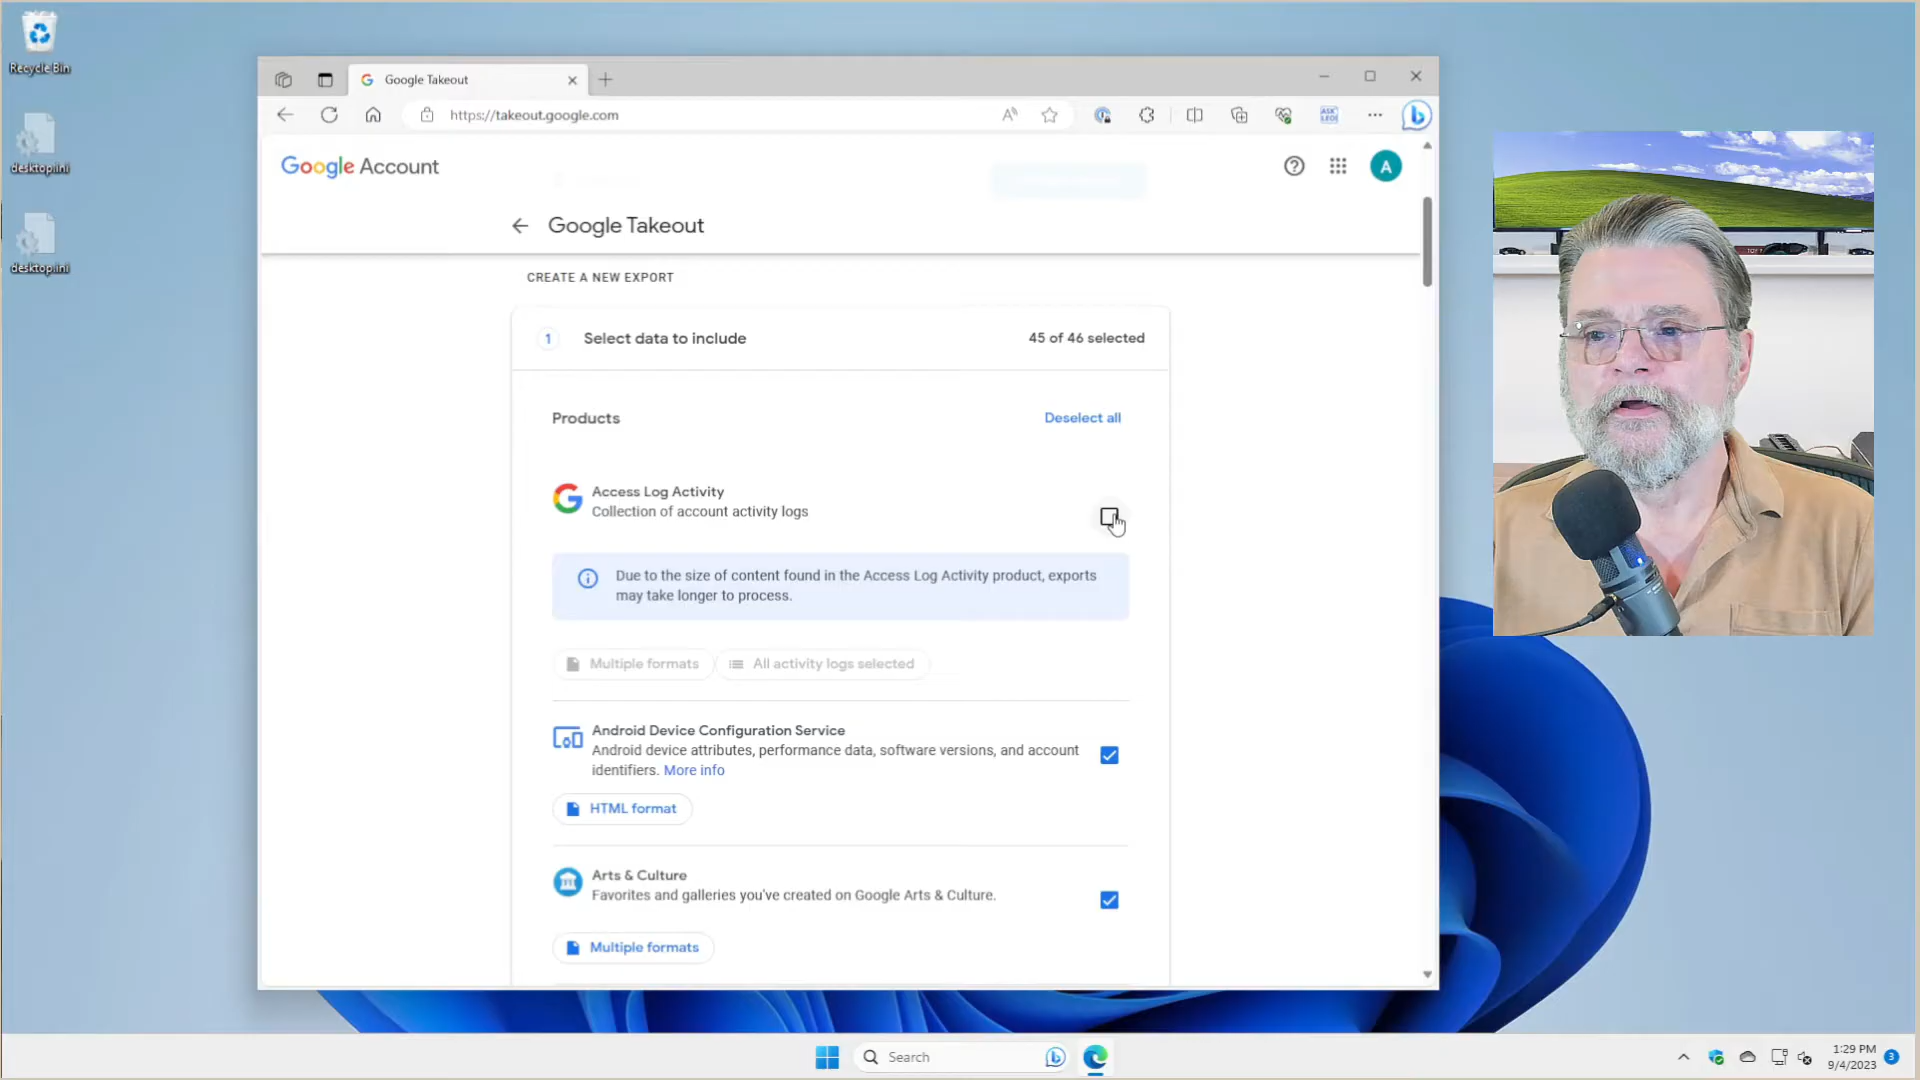 Recycle Bin
desktop.ini
desktop.ini
Google Takeout
https://takeout.google.com
ASK
LEO!
Google Account
A
Google Takeout
CREATE A NEW EXPORT
1
Select data to include
45 of 46 selected
Products
Deselect all
Access Log Activity
Collection of account activity logs
Due to the size of content found in the Access Log Activity product, exports
may take longer to process.
Multiple formats
All activity logs selected
Android Device Configuration Service
Android device attributes, performance data, software versions, and account
identifiers. More info
HTML format
Arts & Culture
Favorites and galleries you've created on Google Arts & Culture.
Multiple formats
Search
1:29 PM
9/4/2023
3